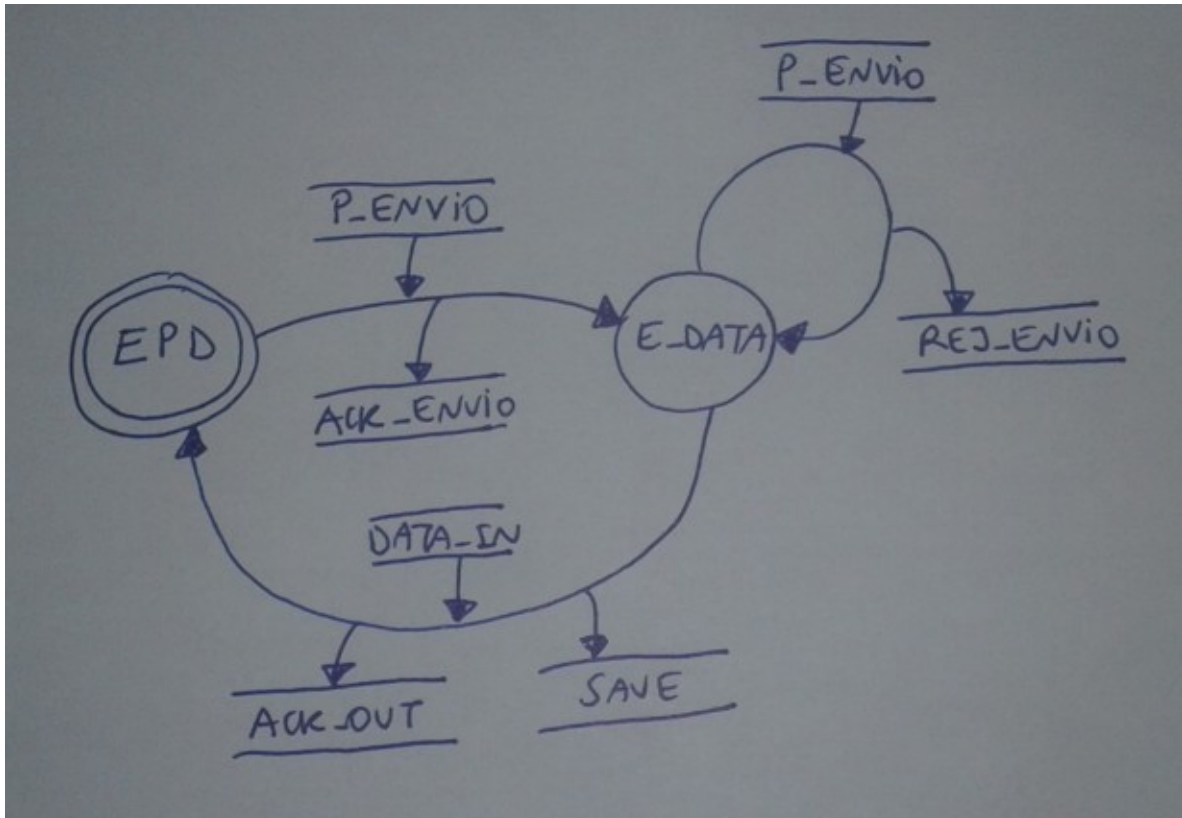 P_ENViO
P_ENViO
EPD
E_DATA
REJ_ENViO
ACK_ENViO
DATA_IN
SAVE
ACK_OUT